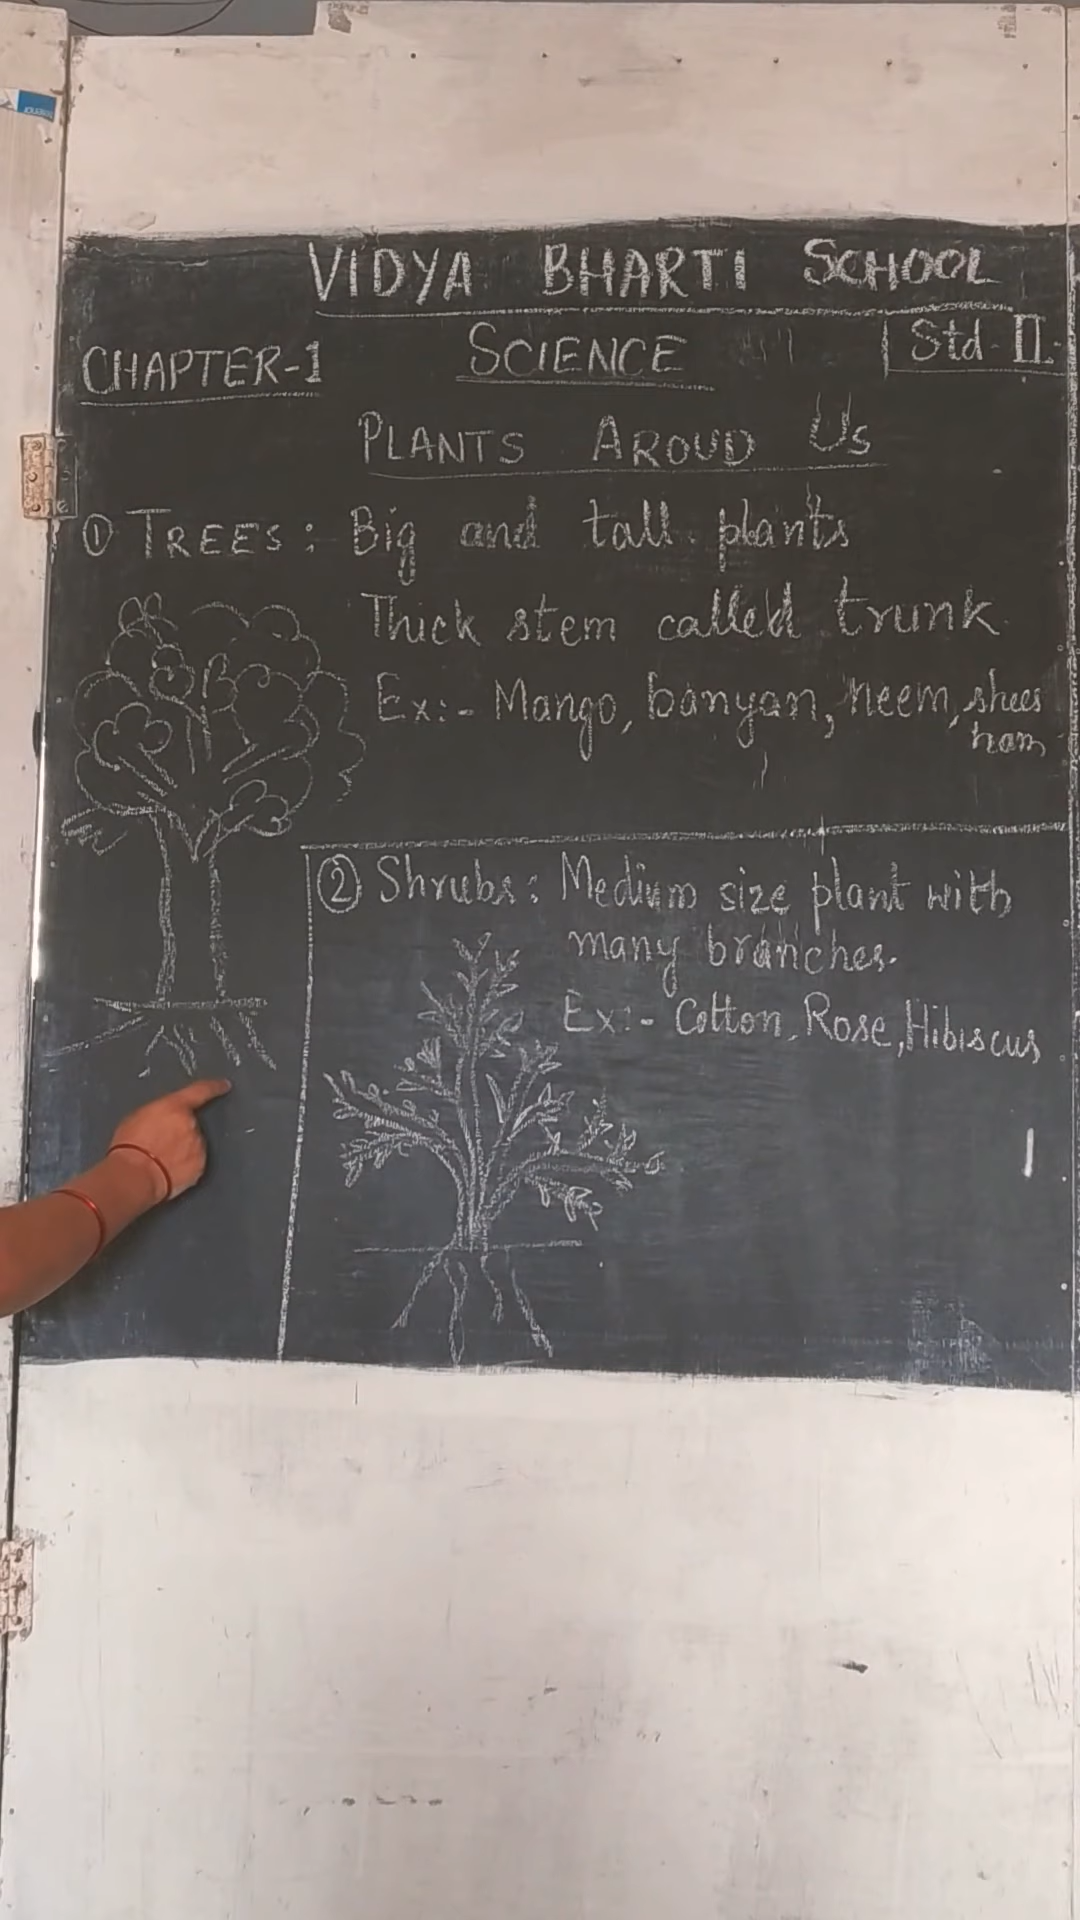 VIDYA BHARTI SCHOOL
CHAPTER-1 SCIENCE Std-II.
PLANTS AROUD US
① TREES: Big and tall plants
Thick stem called trunk
Ex:- Mango, banyan, neem, shees
ham
② Shrubs: Medium size plant with
many branches.
Ex:- Cotton, Rose, Hibiscus